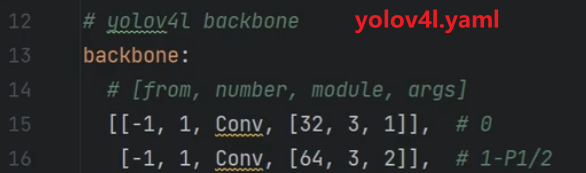 12 # yolov4l backbone yolov4l.yaml
13 backbone:
14 # [from, number, module, args]
15 [[-1, 1, Conv, [32, 3, 1]], # 0
16 [-1, 1, Conv, [64, 3, 2]], # 1-P1/2